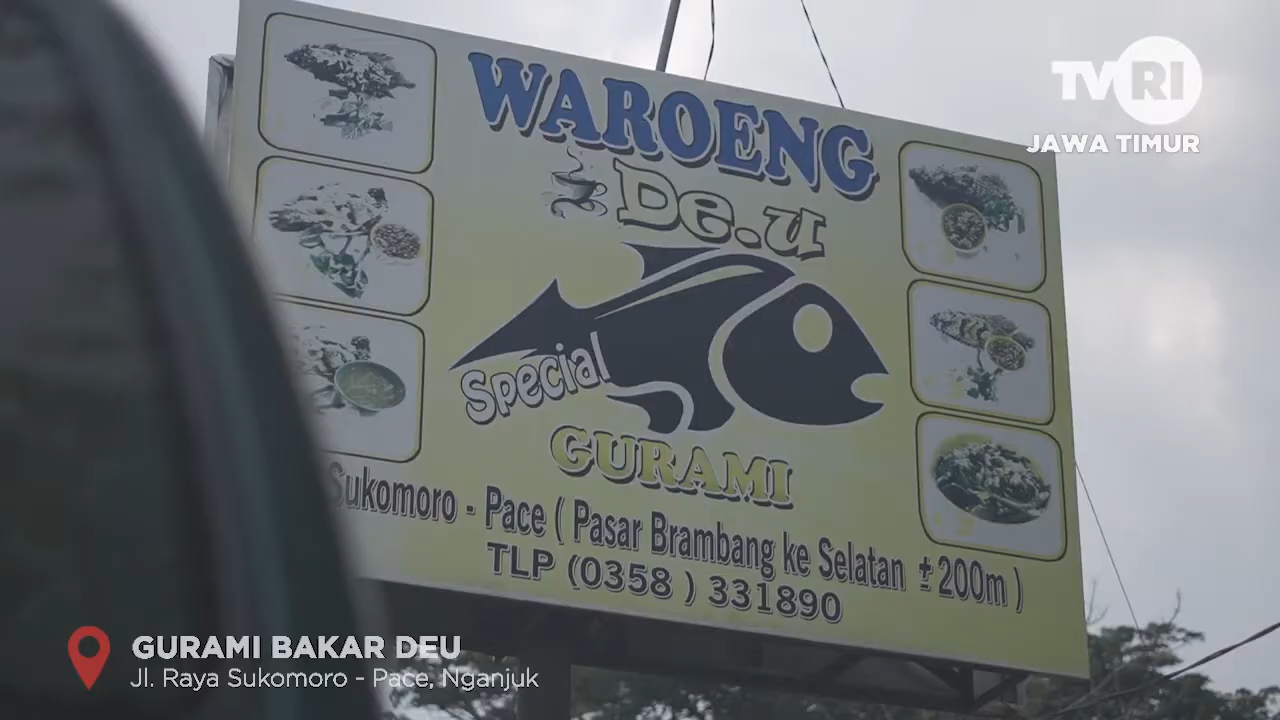 TVRI
JAWA TIMUR
WAROENG
De.u
Special
GURAMI
Sukomoro - Pace ( Pasar Brambang ke Selatan ± 200m )
TLP (0358 ) 331890
GURAMI BAKAR DEU
Jl. Raya Sukomoro - Pace, Nganjuk